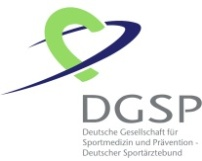 DGSP
Deutsche Gesellschaft für
Sportmedizin und Prävention -
Deutscher Sportärztebund